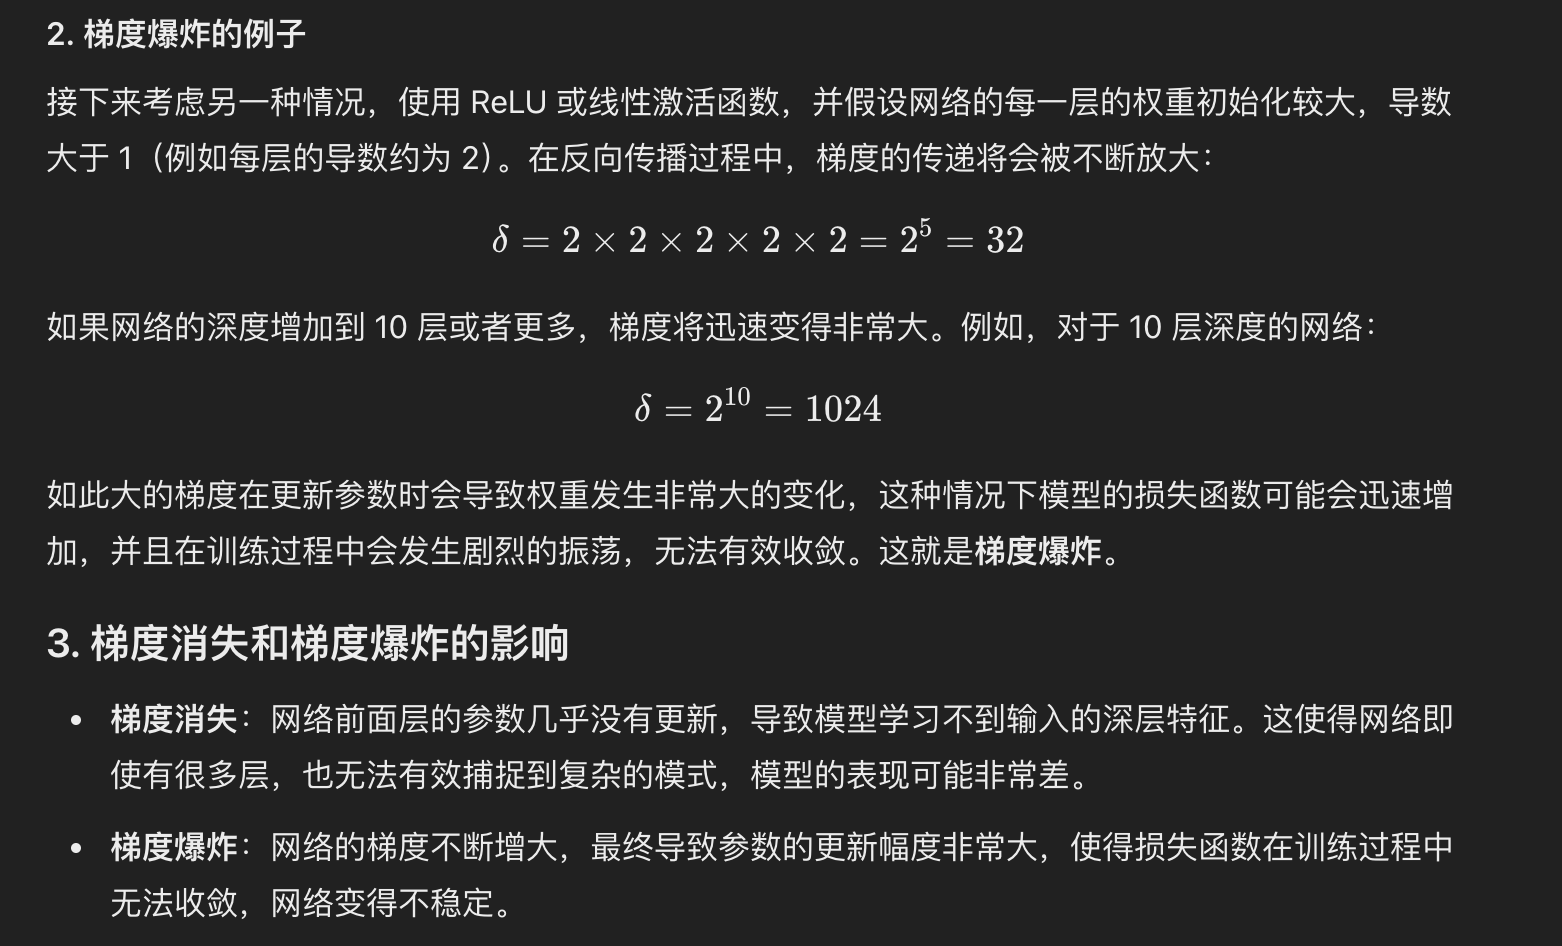 2. 梯度爆炸的例子
接下来考虑另一种情况，使用 ReLU 或线性激活函数，并假设网络的每一层的权重初始化较大，导数
大于 1（例如每层的导数约为 2）。在反向传播过程中，梯度的传递将会被不断放大：
δ = 2 × 2 × 2 × 2 × 2 = 2⁵ = 32
如果网络的深度增加到 10 层或者更多，梯度将迅速变得非常大。例如，对于 10 层深度的网络：
δ = 2¹⁰ = 1024
如此大的梯度在更新参数时会导致权重发生非常大的变化，这种情况下模型的损失函数可能会迅速增
加，并且在训练过程中会发生剧烈的振荡，无法有效收敛。这就是梯度爆炸。
3. 梯度消失和梯度爆炸的影响
• 梯度消失：网络前面层的参数几乎没有更新，导致模型学习不到输入的深层特征。这使得网络即
使有很多层，也无法有效捕捉到复杂的模式，模型的表现可能非常差。
• 梯度爆炸：网络的梯度不断增大，最终导致参数的更新幅度非常大，使得损失函数在训练过程中
无法收敛，网络变得不稳定。